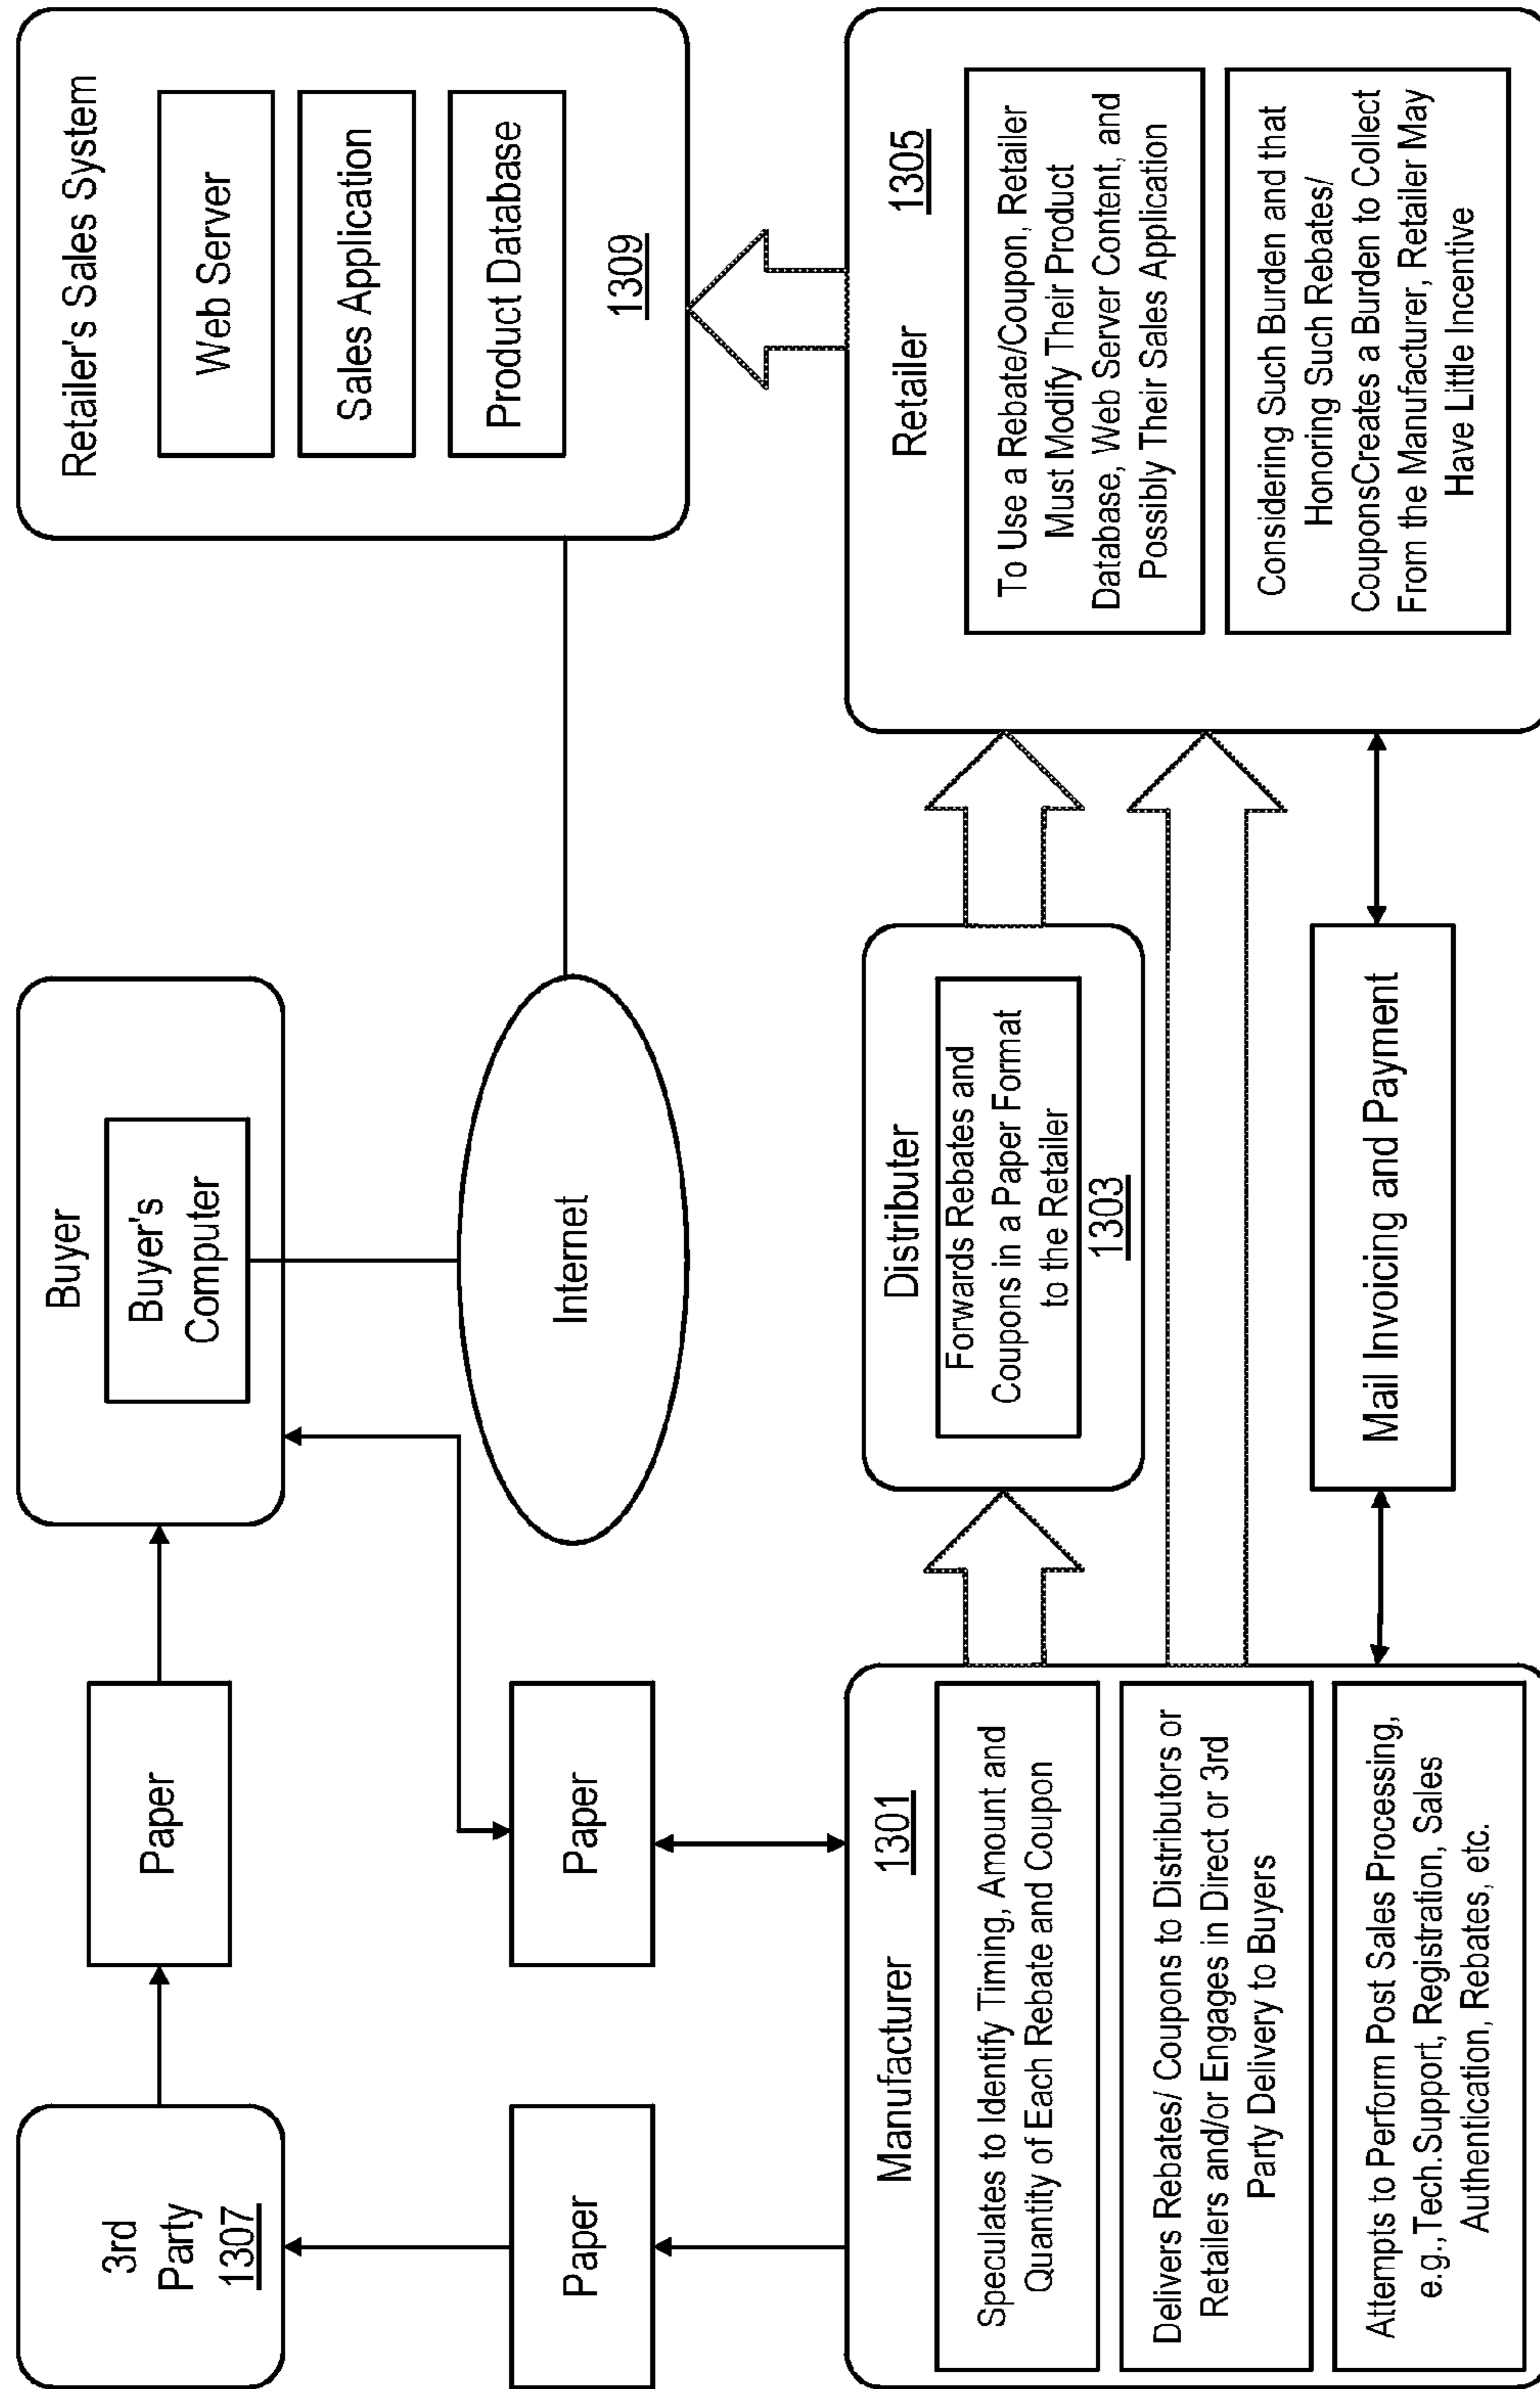 3rd
Party
1307
Paper
Buyer
Buyer's
Computer
Retailer's Sales System
Web Server
Sales Application
Product Database
1309
Paper
Paper
Internet
Manufacturer
1301
Speculates to Identify Timing, Amount and
Quantity of Each Rebate and Coupon
Delivers Rebates/ Coupons to Distributors or
Retailers and/or Engages in Direct or 3rd
Party Delivery to Buyers
Attempts to Perform Post Sales Processing,
e.g.,Tech.Support, Registration, Sales
Authentication, Rebates, etc.
Distributer
Forwards Rebates and
Coupons in a Paper Format
to the Retailer
1303
Mail Invoicing and Payment
Retailer
1305
To Use a Rebate/Coupon, Retailer
Must Modify Their Product
Database, Web Server Content, and
Possibly Their Sales Application
Considering Such Burden and that
Honoring Such Rebates/
CouponsCreates a Burden to Collect
From the Manufacturer, Retailer May
Have Little Incentive